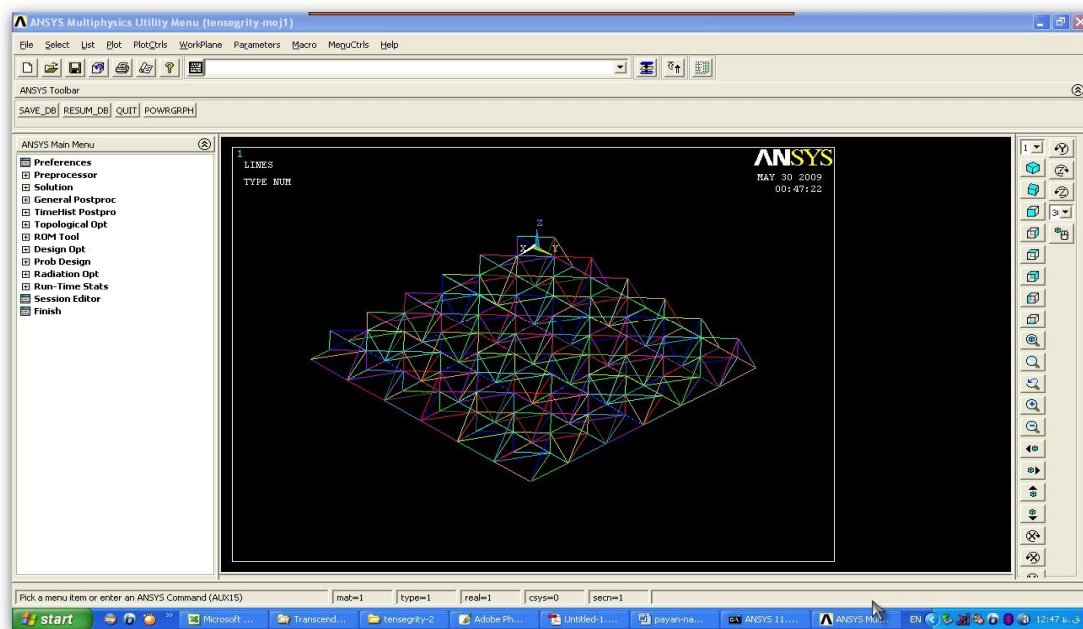 ANSYS Multiphysics Utility Menu (tensegrity-moj1)
File Select List Plot PlotCtrls WorkPlane Parameters Macro MenuCtrls Help
ANSYS Toolbar
SAVE_DB RESUM_DB QUIT POWRGRPH
ANSYS Main Menu
Preferences
Preprocessor
Solution
General Postproc
TimeHist Postpro
Topological Opt
ROM Tool
Design Opt
Prob Design
Radiation Opt
Run-Time Stats
Session Editor
Finish
1
LINES
TYPE NUM
ANSYS
MAY 30 2009
00:47:22
Z
X
Y
1
Pick a menu item or enter an ANSYS Command (AUX15) mat=1 type=1 real=1 csys=0 secn=1
start Microsoft ... Transcend... tensegrity-2 Adobe Ph... Untitled-1.... payan-na... ANSYS 11.... ANSYS Mul... EN 12:47 ق.ظ